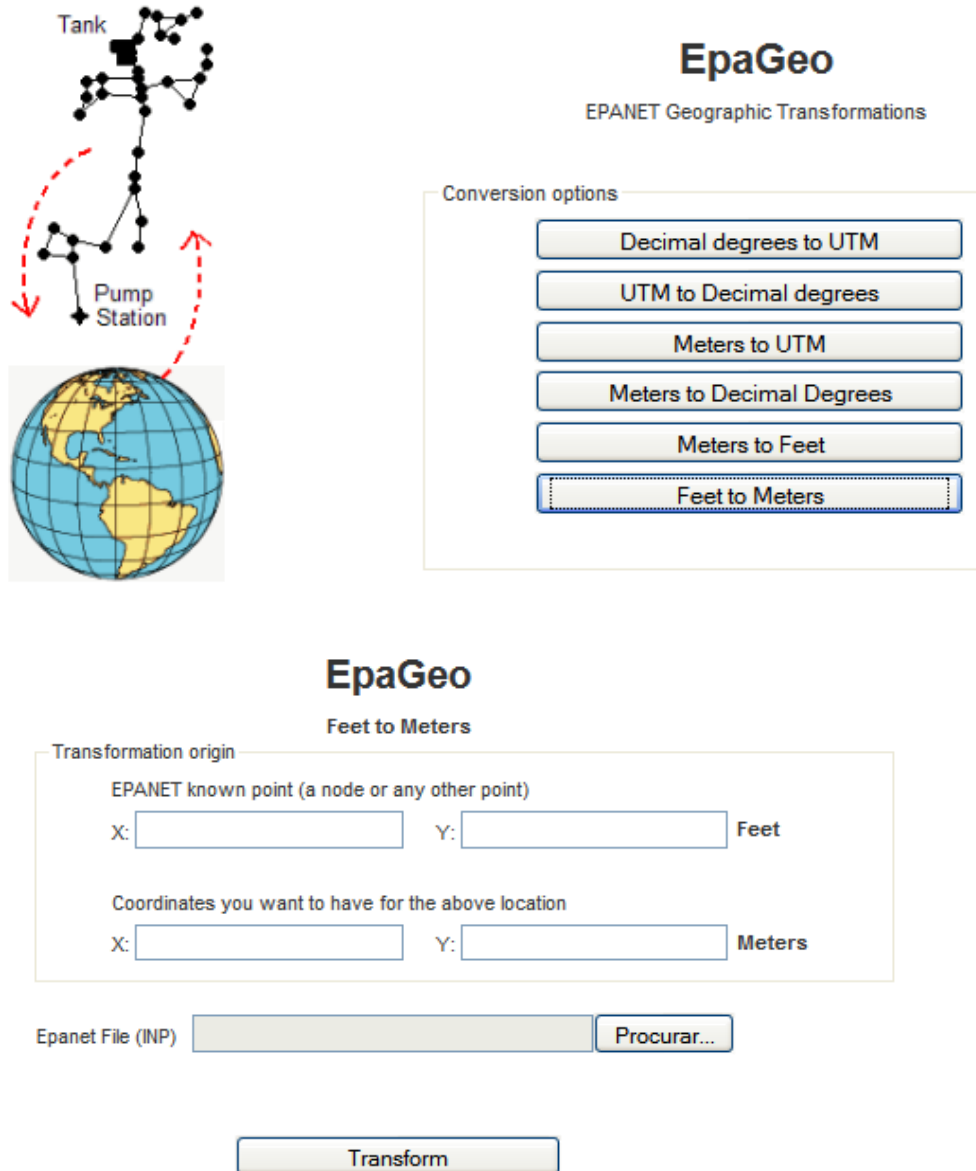 Tank
Pump
Station
EpaGeo
EPANET Geographic Transformations
Conversion options
Decimal degrees to UTM
UTM to Decimal degrees
Meters to UTM
Meters to Decimal Degrees
Meters to Feet
Feet to Meters
EpaGeo
Feet to Meters
Transformation origin
EPANET known point (a node or any other point)
X: Y: Feet
Coordinates you want to have for the above location
X: Y: Meters
Epanet File (INP) Procurar...
Transform